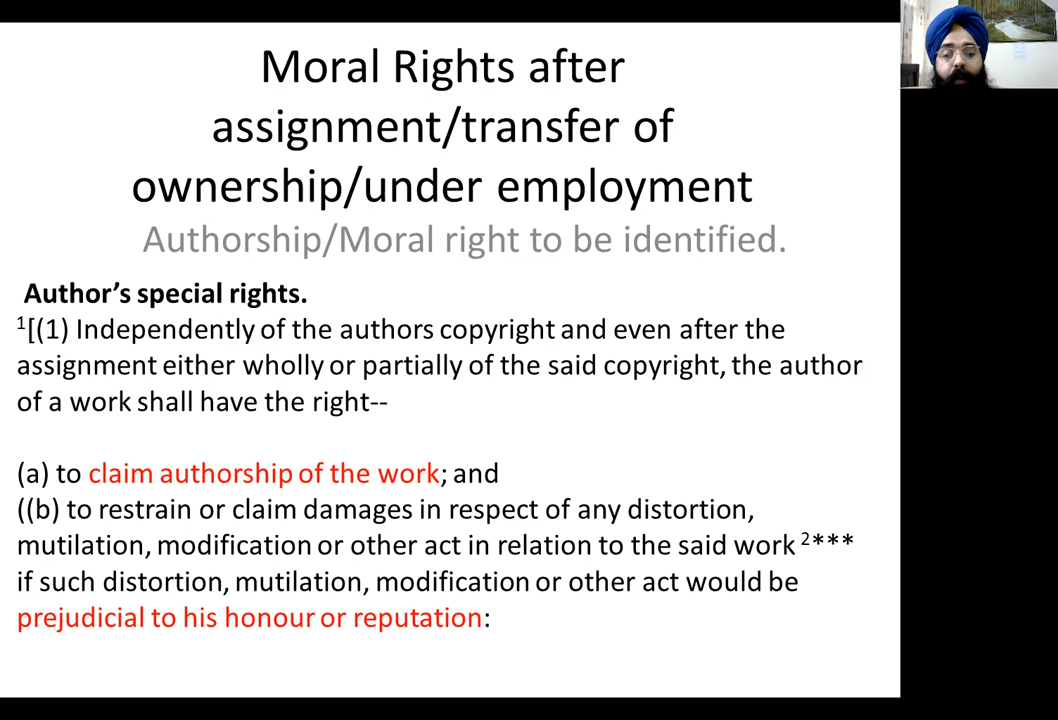 Moral Rights after
assignment/transfer of
ownership/under employment
Authorship/Moral right to be identified.
Author’s special rights.
1[(1) Independently of the authors copyright and even after the
assignment either wholly or partially of the said copyright, the author
of a work shall have the right--
(a) to claim authorship of the work; and
((b) to restrain or claim damages in respect of any distortion,
mutilation, modification or other act in relation to the said work 2***
if such distortion, mutilation, modification or other act would be
prejudicial to his honour or reputation: